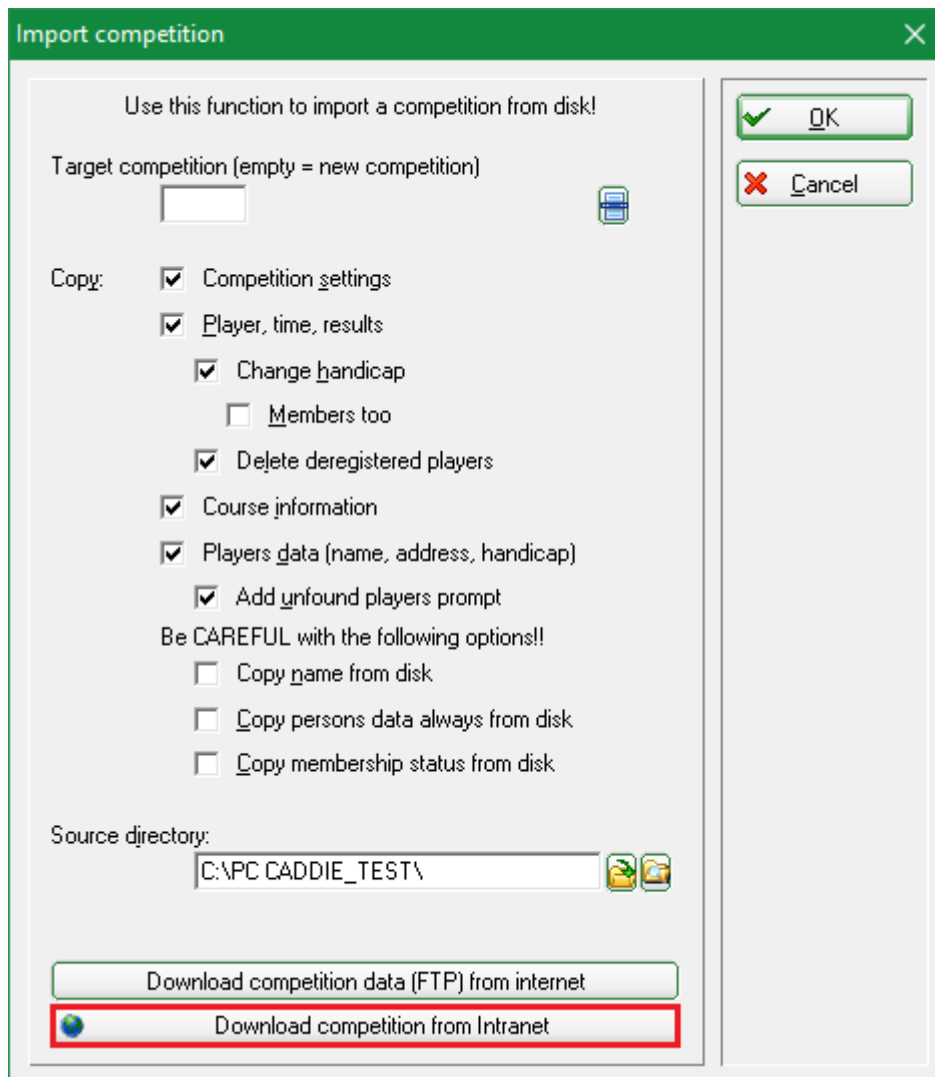 Import competition
Use this function to import a competition from disk!
OK
Target competition (empty = new competition)
Cancel
Copy:
Competition settings
Player, time, results
Change handicap
Members too
Delete deregistered players
Course information
Players data (name, address, handicap)
Add unfound players prompt
Be CAREFUL with the following options!!
Copy name from disk
Copy persons data always from disk
Copy membership status from disk
Source directory:
C:\PC CADDIE_TEST\
Download competition data (FTP) from internet
Download competition from Intranet